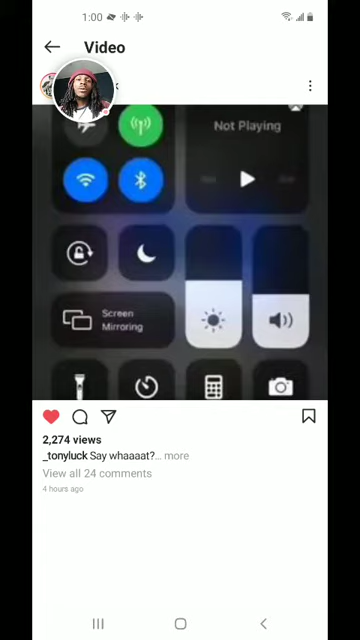 1:00
Video
Not Playing
Screen
Mirroring
2,274 views
_tonyluck Say whaaaat?... more
View all 24 comments
4 hours ago